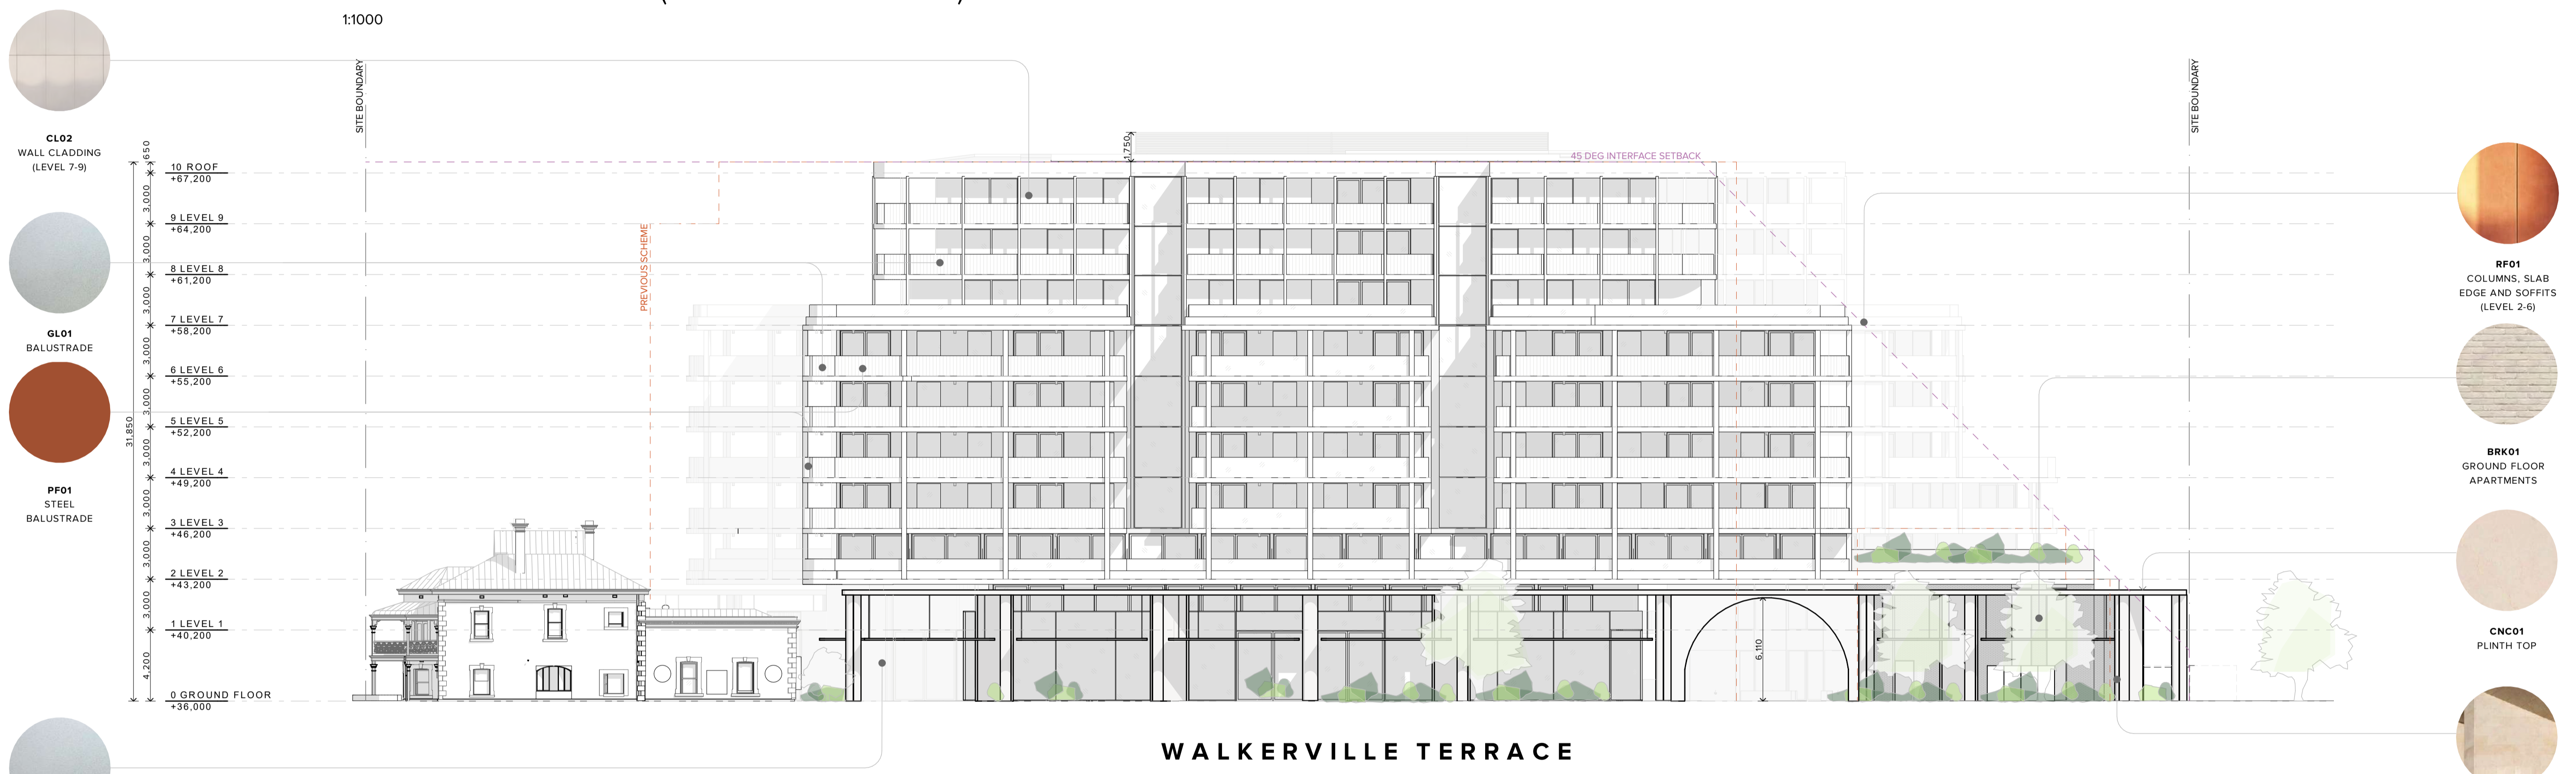 1:1000
SITE BOUNDARY
SITE BOUNDARY
CL02
WALL CLADDING
(LEVEL 7-9)
GL01
BALUSTRADE
PF01
STEEL
BALUSTRADE
650
3,000
3,000
3,000
3,000
3,000
3,000
3,000
3,000
3,000
4,200
31,850
10 ROOF
+67,200
9 LEVEL 9
+64,200
8 LEVEL 8
+61,200
7 LEVEL 7
+58,200
6 LEVEL 6
+55,200
5 LEVEL 5
+52,200
4 LEVEL 4
+49,200
3 LEVEL 3
+46,200
2 LEVEL 2
+43,200
1 LEVEL 1
+40,200
0 GROUND FLOOR
+36,000
PREVIOUS SCHEME
1,750
45 DEG INTERFACE SETBACK
6,110
RF01
COLUMNS, SLAB
EDGE AND SOFFITS
(LEVEL 2-6)
BRK01
GROUND FLOOR
APARTMENTS
CNC01
PLINTH TOP
WALKERVILLE TERRACE